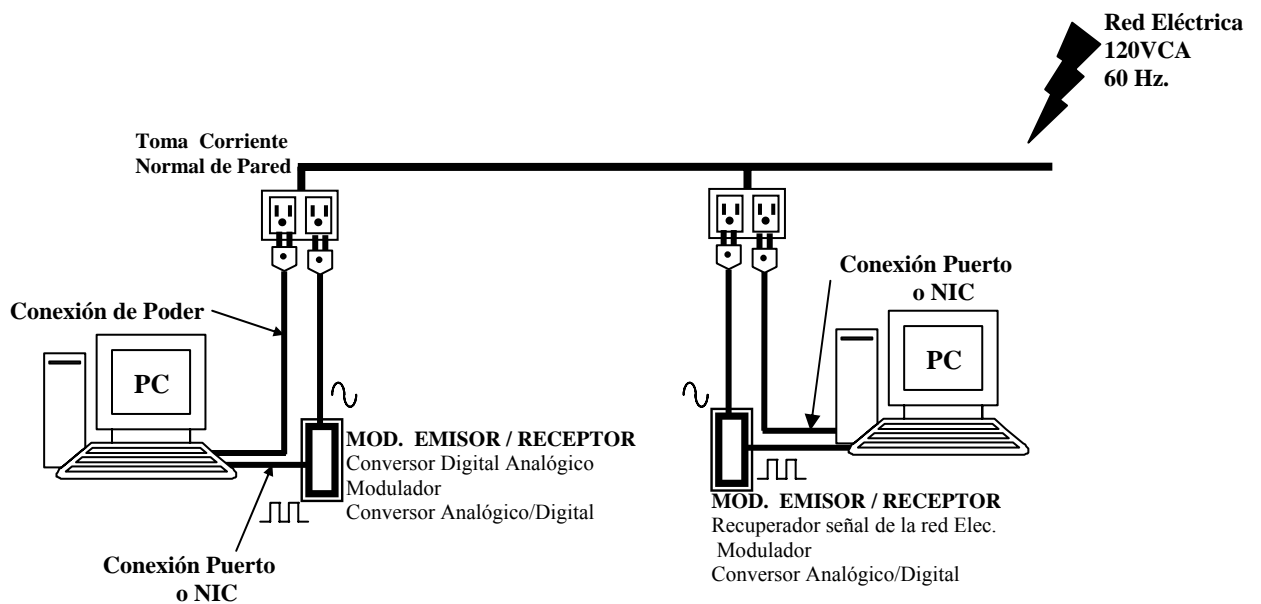 Red Eléctrica
120VCA
60 Hz.
Toma Corriente
Normal de Pared
Conexión Puerto
o NIC
Conexión de Poder
PC
PC
MOD. EMISOR / RECEPTOR
Conversor Digital Analógico
Modulador
Conversor Analógico/Digital
MOD. EMISOR / RECEPTOR
Recuperador señal de la red Elec.
Modulador
Conversor Analógico/Digital
Conexión Puerto
o NIC